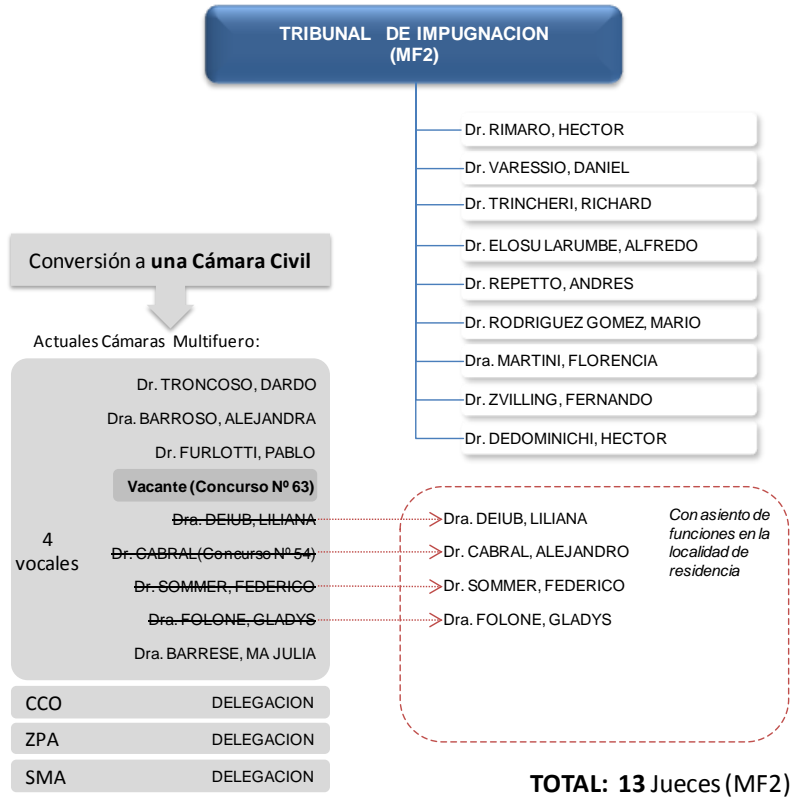 TRIBUNAL DE IMPUGNACION
(MF2)
Dr. RIMARO, HECTOR
Dr. VARESSIO, DANIEL
Dr. TRINCHERI, RICHARD
Dr. ELOSU LARUMBE, ALFREDO
Dr. REPETTO, ANDRES
Dr. RODRIGUEZ GOMEZ, MARIO
Dra. MARTINI, FLORENCIA
Dr. ZVILLING, FERNANDO
Dr. DEDOMINICHI, HECTOR
Conversión a una Cámara Civil
Actuales Cámaras Multifuero:
4
vocales
Dr. TRONCOSO, DARDO
Dra. BARROSO, ALEJANDRA
Dr. FURLOTTI, PABLO
Vacante (Concurso Nº 63)
Dra. DEIUB, LILIANA
Dr. CABRAL(Concurso Nº 54)
Dr. SOMMER, FEDERICO
Dra. FOLONE, GLADYS
Dra. BARRESE, MA JULIA
CCO DELEGACION
ZPA DELEGACION
SMA DELEGACION
Dra. DEIUB, LILIANA
Dr. CABRAL, ALEJANDRO
Dr. SOMMER, FEDERICO
Dra. FOLONE, GLADYS
Con asiento de
funciones en la
localidad de
residencia
TOTAL: 13 Jueces (MF2)